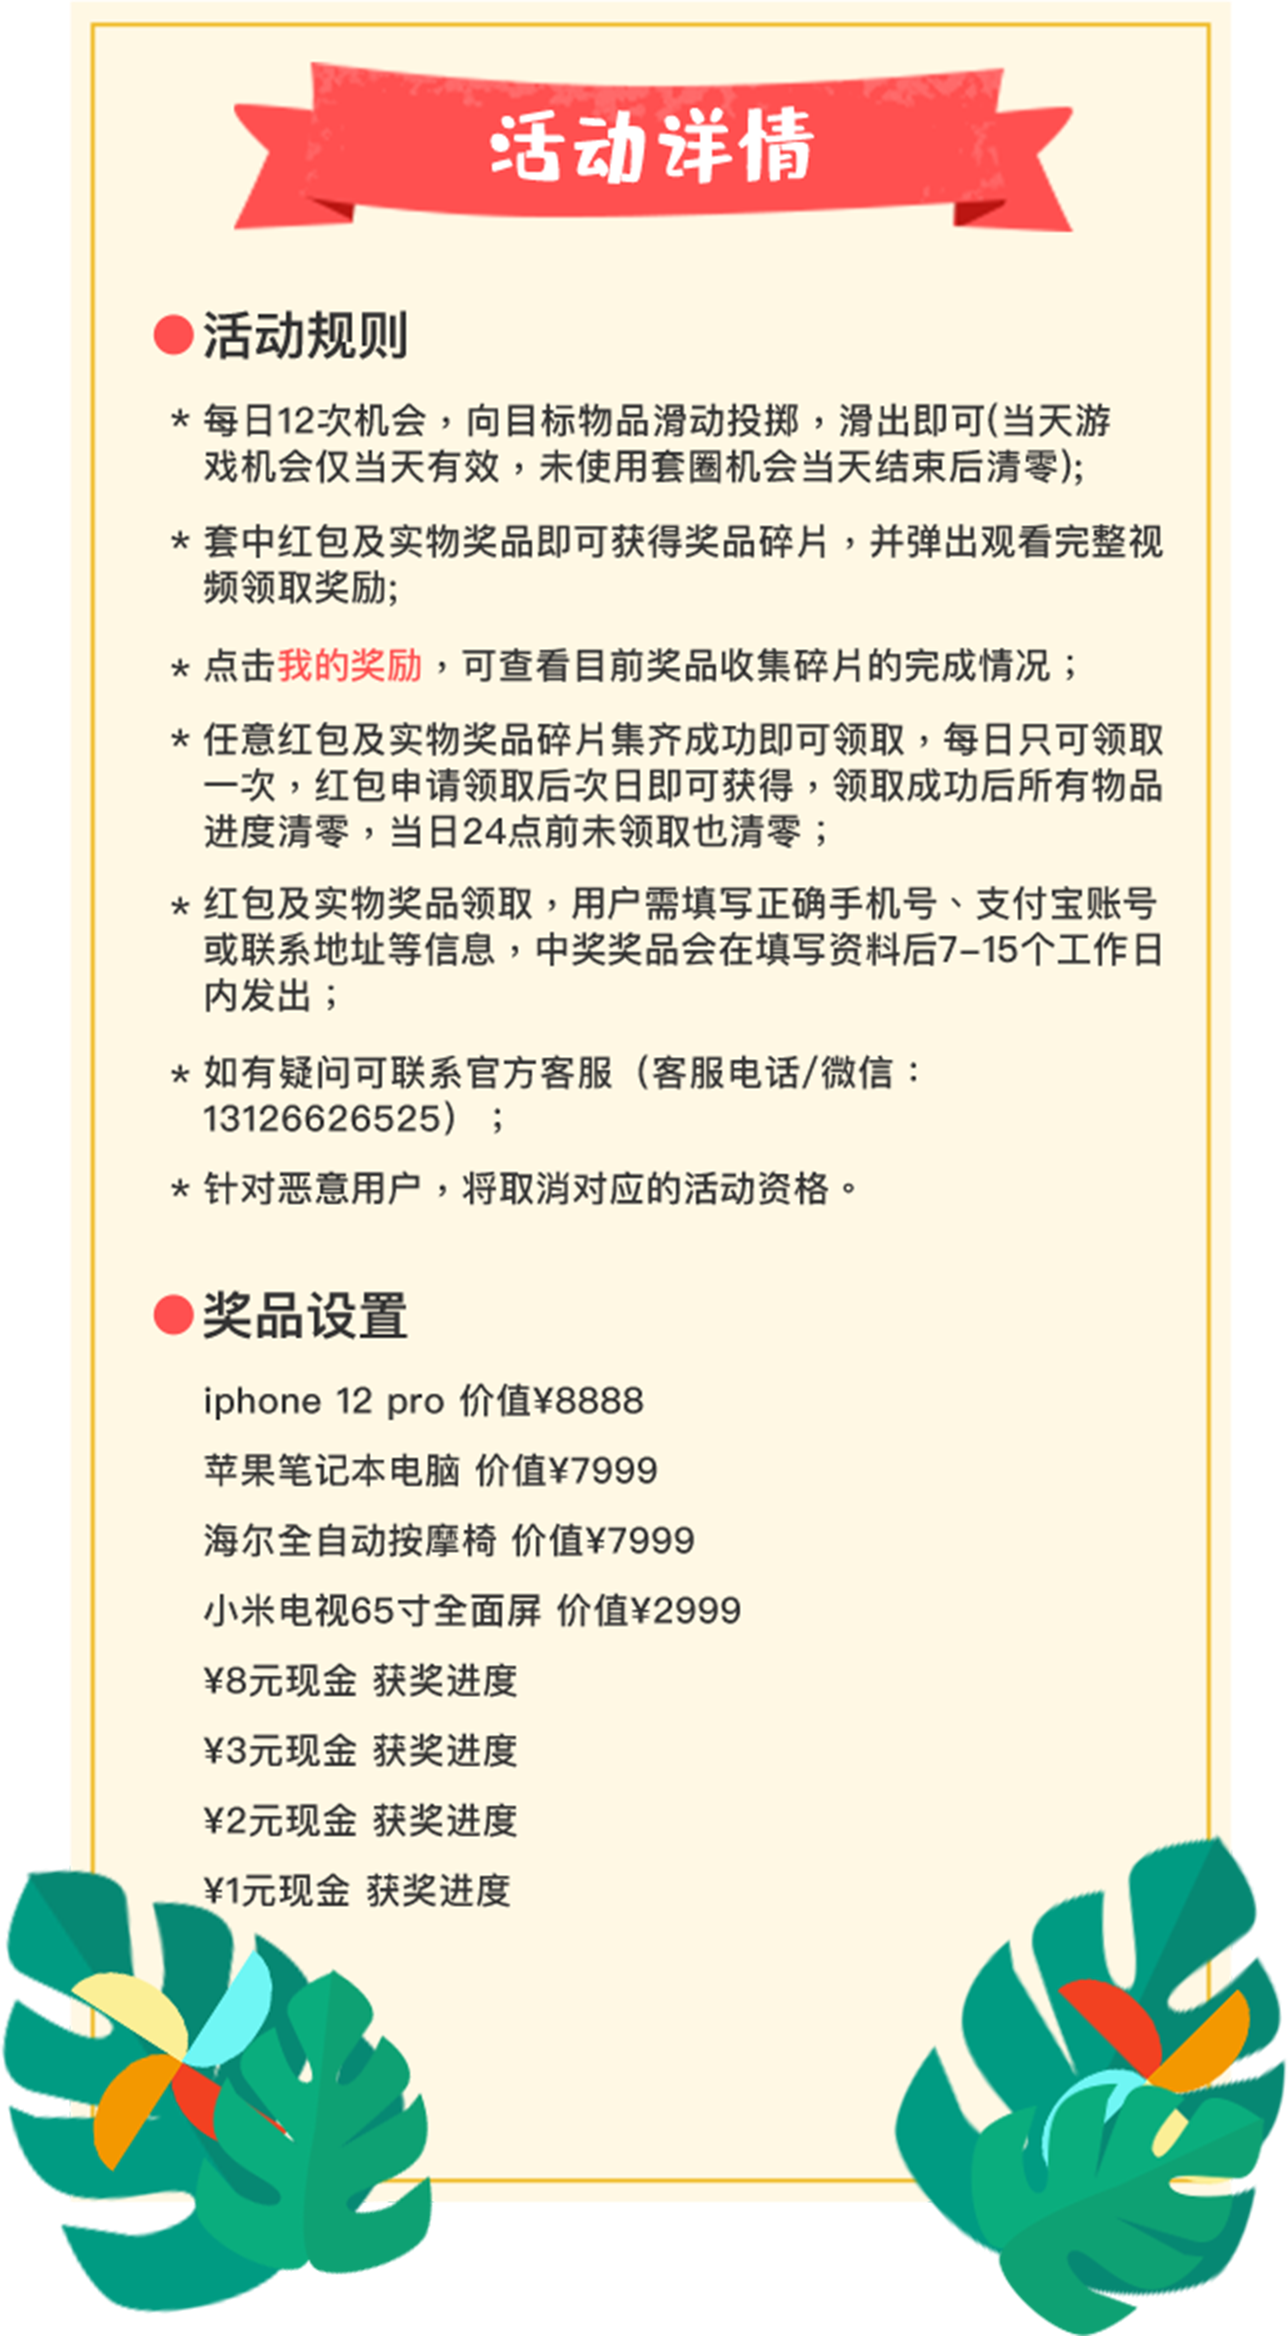 活动详情
活动规则
* 每日12次机会，向目标物品滑动投掷，滑出即可(当天游
戏机会仅当天有效，未使用套圈机会当天结束后清零);
* 套中红包及实物奖品即可获得奖品碎片，并弹出观看完整视
频领取奖励;
* 点击我的奖励，可查看目前奖品收集碎片的完成情况；
* 任意红包及实物奖品碎片集齐成功即可领取，每日只可领取
一次，红包申请领取后次日即可获得，领取成功后所有物品
进度清零，当日24点前未领取也清零；
* 红包及实物奖品领取，用户需填写正确手机号、支付宝账号
或联系地址等信息，中奖奖品会在填写资料后7–15个工作日
内发出；
* 如有疑问可联系官方客服（客服电话/微信：
13126626525）；
* 针对恶意用户，将取消对应的活动资格。
奖品设置
iphone 12 pro 价值¥8888
苹果笔记本电脑 价值¥7999
海尔全自动按摩椅 价值¥7999
小米电视65寸全面屏 价值¥2999
¥8元现金 获奖进度
¥3元现金 获奖进度
¥2元现金 获奖进度
¥1元现金 获奖进度